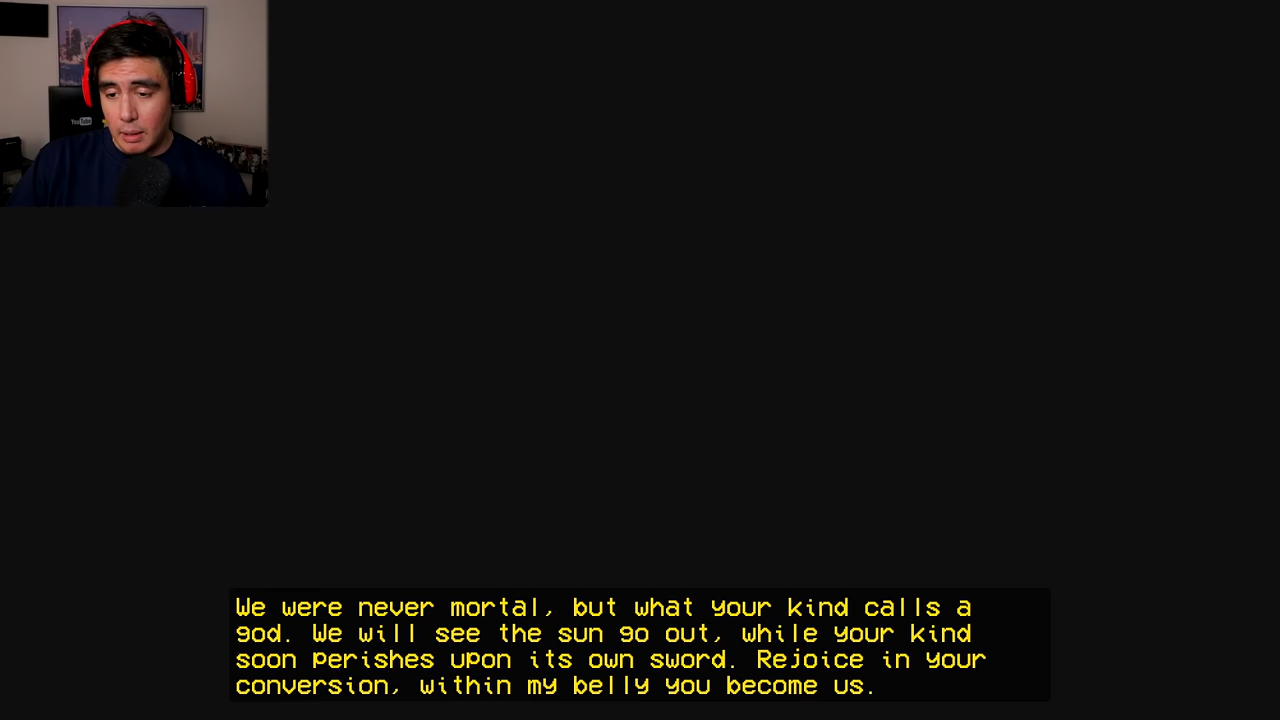 YouTube
We were never mortal, but what your kind calls a
god. We will see the sun go out, while your kind
soon perishes upon its own sword. Rejoice in your
conversion, within my belly you become us.